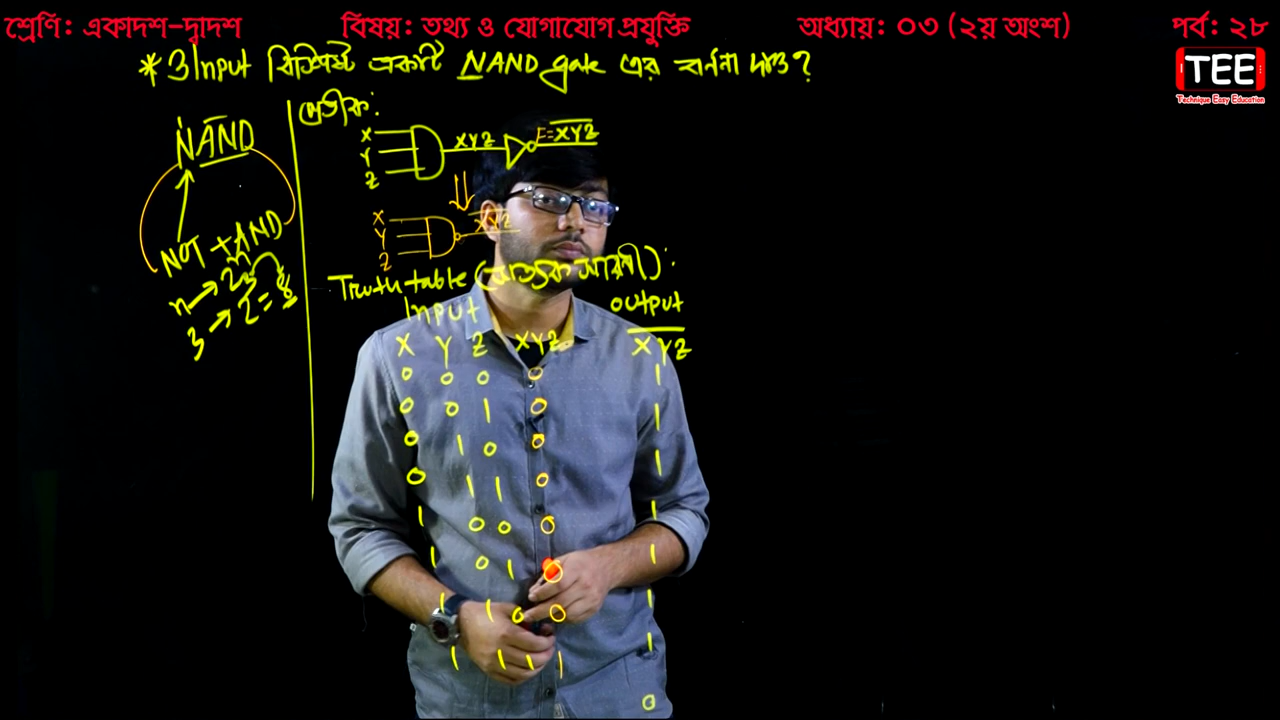 শ্রেণি: একাদশ-দ্বাদশ বিষয়: তথ্য ও যোগাযোগ প্রযুক্তি অধ্যায়: ০৩ (২য় অংশ) পর্ব: ২৮
TEE
Technique Easy Education
* 3 Input বিশিষ্ট একটি NAND gate এর বর্ননা দাও?
NAND
NOT + AND
n → 2ⁿ
3 → 2³ = 8
প্রতীক:
X
Y
Z
XYZ
F = X̅Y̅Z̅
X
Y
Z
X̅Y̅Z̅
Truth table (সত্যক সারণী):
Input output
X Y Z XYZ X̅Y̅Z̅
0 0 0 0 1
0 0 1 0 1
0 1 0 0 1
0 1 1 0 1
1 0 0 0 1
1 0 1 0 1
1 1 0 0 1
1 1 1 1 0